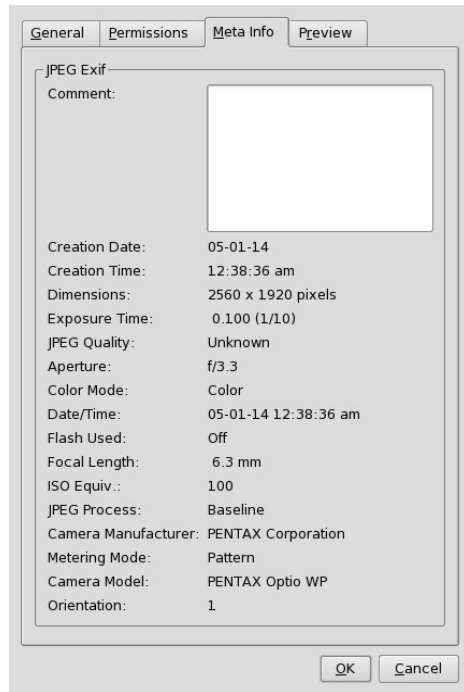 General Permissions Meta Info Preview
JPEG Exif
Comment:
Creation Date: 05-01-14
Creation Time: 12:38:36 am
Dimensions: 2560 x 1920 pixels
Exposure Time: 0.100 (1/10)
JPEG Quality: Unknown
Aperture: f/3.3
Color Mode: Color
Date/Time: 05-01-14 12:38:36 am
Flash Used: Off
Focal Length: 6.3 mm
ISO Equiv.: 100
JPEG Process: Baseline
Camera Manufacturer: PENTAX Corporation
Metering Mode: Pattern
Camera Model: PENTAX Optio WP
Orientation: 1
OK Cancel